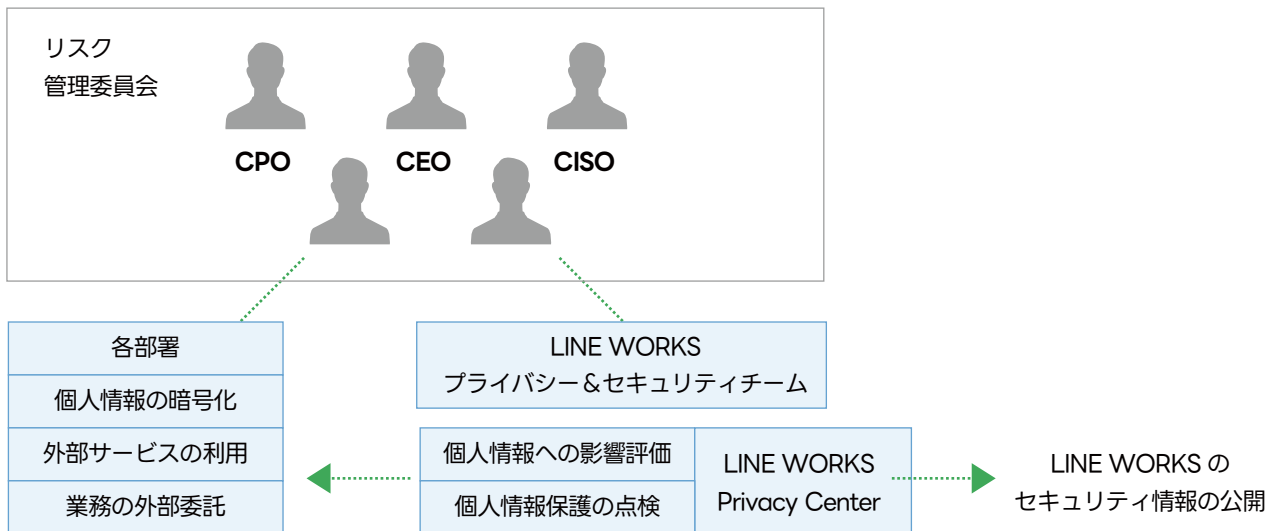 リスク
管理委員会
CPO
CEO
CISO
各部署
個人情報の暗号化
外部サービスの利用
業務の外部委託
LINE WORKS
プライバシー＆セキュリティチーム
個人情報への影響評価
個人情報保護の点検
LINE WORKS
Privacy Center
LINE WORKS の
セキュリティ情報の公開